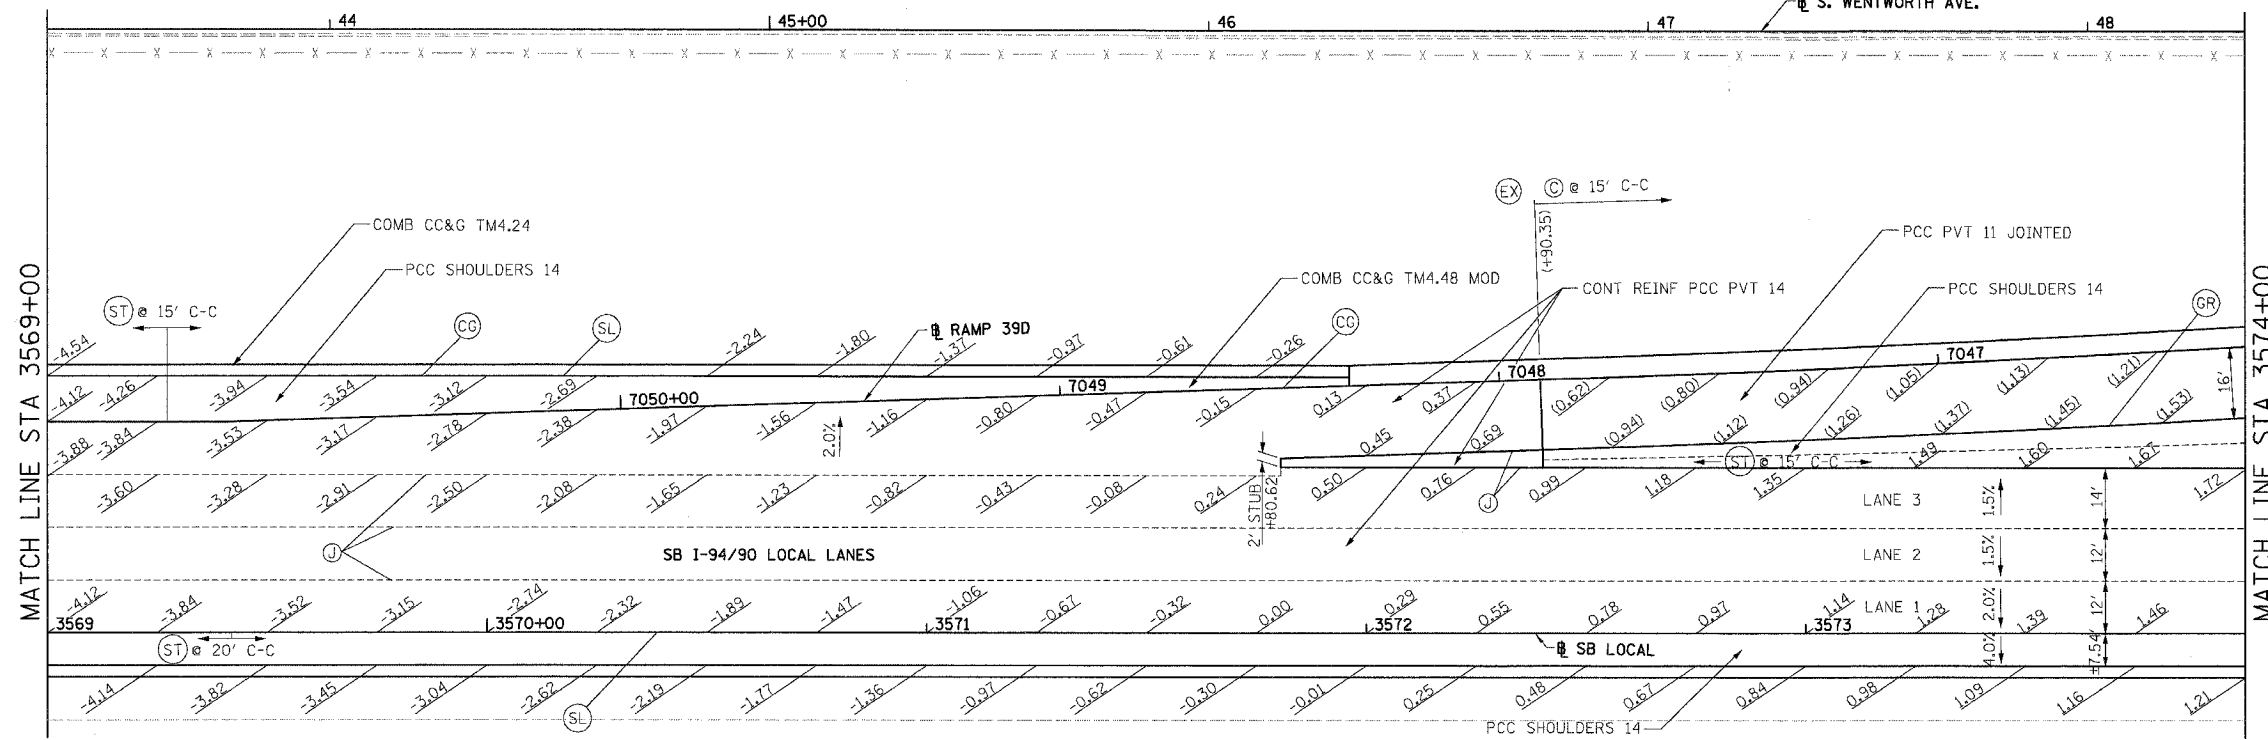 ℄ S. WENTWORTH AVE.
44 45+00 46 47 48
EX C @ 15' C-C
(+90.35)
COMB CC&G TM4.24
PCC PVT 11 JOINTED
PCC SHOULDERS 14
COMB CC&G TM4.48 MOD
CONT REINF PCC PVT 14
PCC SHOULDERS 14
GR
ST @ 15' C-C
CG SL ℄ RAMP 39D CG
MATCH LINE STA 3569+00
MATCH LINE STA 3574+00
-4.54 -2.24 -1.80 -1.37 -0.97 -0.61 -0.26
7047
7048
7049
7050+00
-4.12 -4.26 -3.94 -3.54 -3.12 -2.69
0.13 0.37 (0.62) (0.80) (0.94) (1.05) (1.13) (1.21)
16'
-3.88 -3.84 -3.53 -3.17 -2.78 -2.38 -1.97 -1.56 -1.16 -0.80 -0.47 -0.15
2.0%
0.45 0.69 (0.94) (1.12) (1.26) (1.37) (1.45) (1.53)
ST @ 15' C-C
1.49 1.60 1.67
-3.60 -3.28 -2.91 -2.50 -2.08 -1.65 -1.23 -0.82 -0.43 -0.08 0.24 0.50 0.76 0.99 1.18 1.35 1.72
2' STUB
+80.62
J
LANE 3 1.5% 14'
J
SB I-94/90 LOCAL LANES
LANE 2 1.5% 12'
-4.12 -3.84 -3.52 -3.15 -2.74 -2.32 -1.89 -1.47 -1.06 -0.67 -0.32 0.00 0.29 0.55 0.78 0.97 1.14 1.28 1.39 1.46
LANE 1 2.0% 12'
3569 3570+00 3571 3572 3573
ST @ 20' C-C
℄ SB LOCAL
4.0% ±7.54'
-4.14 -3.82 -3.45 -3.04 -2.62 -2.19 -1.77 -1.36 -0.97 -0.62 -0.30 -0.01 0.25 0.48 0.67 0.84 0.98 1.09 1.16 1.21
SL
PCC SHOULDERS 14